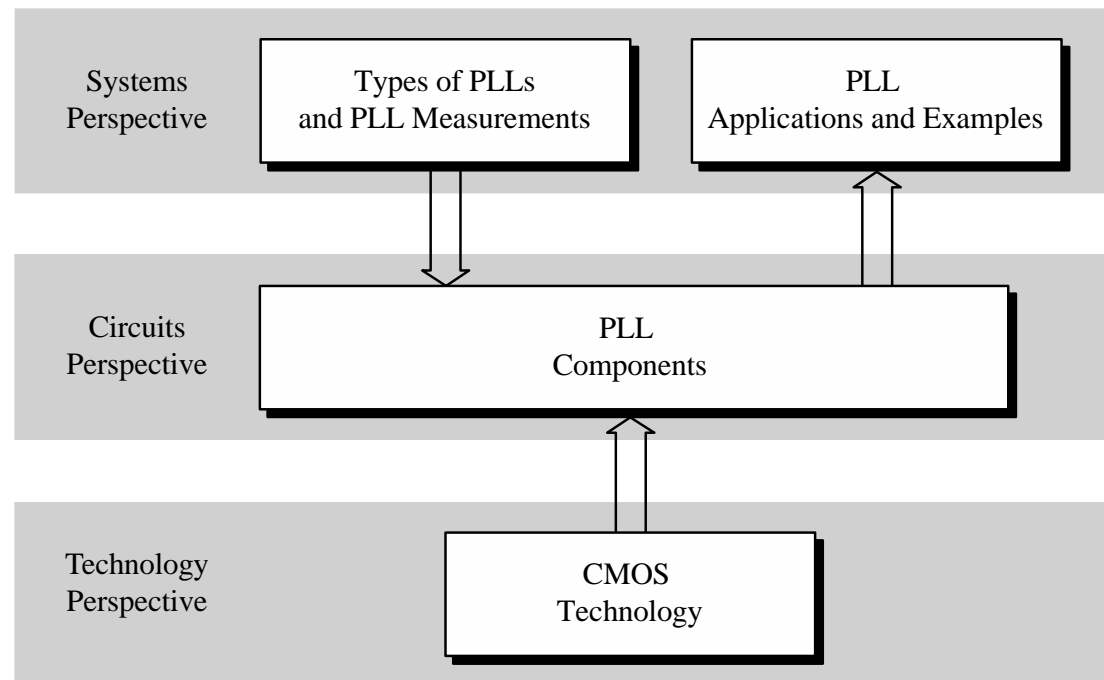 Systems
Perspective
Types of PLLs
and PLL Measurements
PLL
Applications and Examples
Circuits
Perspective
PLL
Components
Technology
Perspective
CMOS
Technology